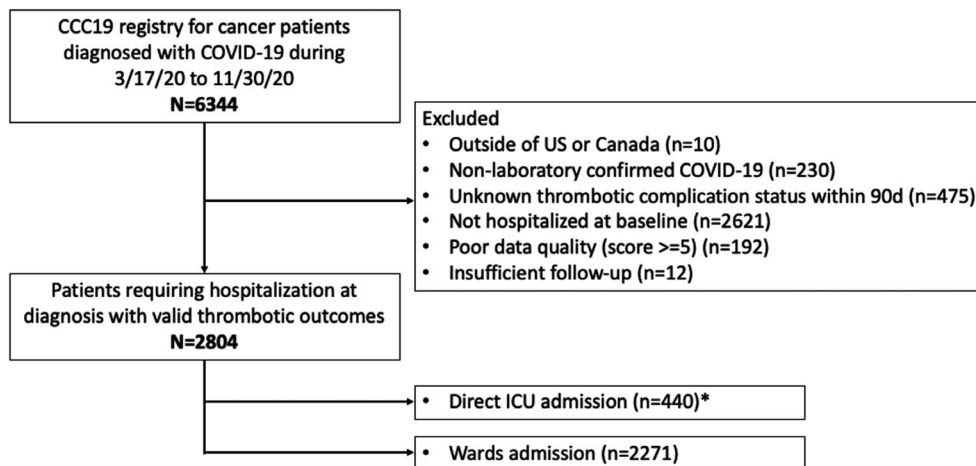 CCC19 registry for cancer patients
diagnosed with COVID-19 during
3/17/20 to 11/30/20
N=6344
Excluded
• Outside of US or Canada (n=10)
• Non-laboratory confirmed COVID-19 (n=230)
• Unknown thrombotic complication status within 90d (n=475)
• Not hospitalized at baseline (n=2621)
• Poor data quality (score >=5) (n=192)
• Insufficient follow-up (n=12)
Patients requiring hospitalization at
diagnosis with valid thrombotic outcomes
N=2804
• Direct ICU admission (n=440)*
• Wards admission (n=2271)